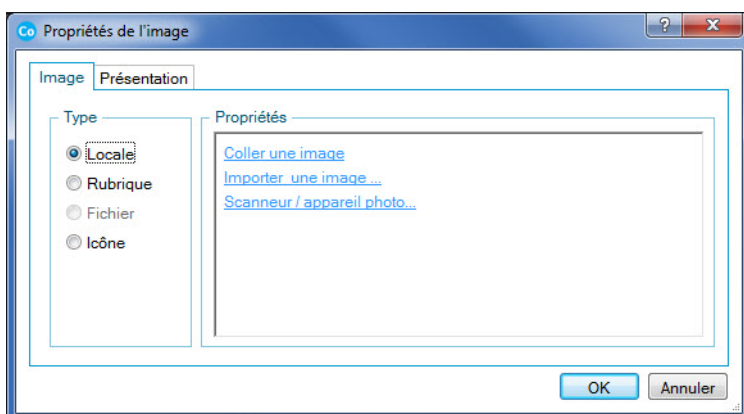 Co Propriétés de l'image
? X
Image Présentation
Type
Locale
Rubrique
Fichier
Icône
Propriétés
Coller une image
Importer une image ...
Scanneur / appareil photo...
OK Annuler